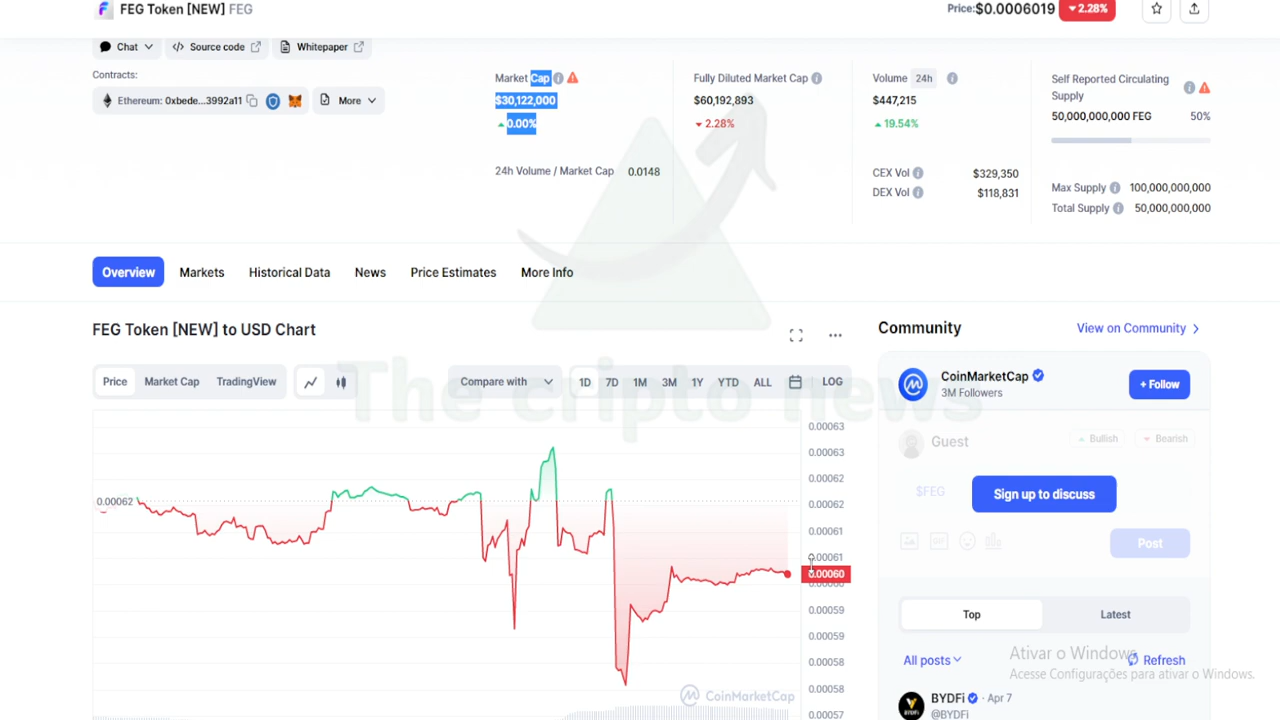 FEG Token [NEW] FEG
Price:$0.0006019 2.28%
Chat
Source code
Whitepaper
Contracts:
Ethereum: 0xbede...3992a11
More
Market Cap
$30,122,000
0.00%
24h Volume / Market Cap 0.0148
Fully Diluted Market Cap
$60,192,893
2.28%
Volume 24h
$447,215
19.54%
CEX Vol $329,350
DEX Vol $118,831
Self Reported Circulating
Supply
50,000,000,000 FEG 50%
Max Supply 100,000,000,000
Total Supply 50,000,000,000
Overview Markets Historical Data News Price Estimates More Info
FEG Token [NEW] to USD Chart
Price Market Cap TradingView
Compare with
1D 7D 1M 3M 1Y YTD ALL LOG
The cripto news
0.00062
0.00063
0.00063
0.00062
0.00062
0.00061
0.00061
0.00060
0.00060
0.00059
0.00059
0.00058
0.00058
0.00057
CoinMarketCap
Community
View on Community
CoinMarketCap
3M Followers
+ Follow
Guest
Bullish
Bearish
$FEG
Sign up to discuss
GIF
Post
Top Latest
All posts
Refresh
Ativar o Windows
Acesse Configurações para ativar o Windows.
BYDFi
BYDFi · Apr 7
@BYDFi